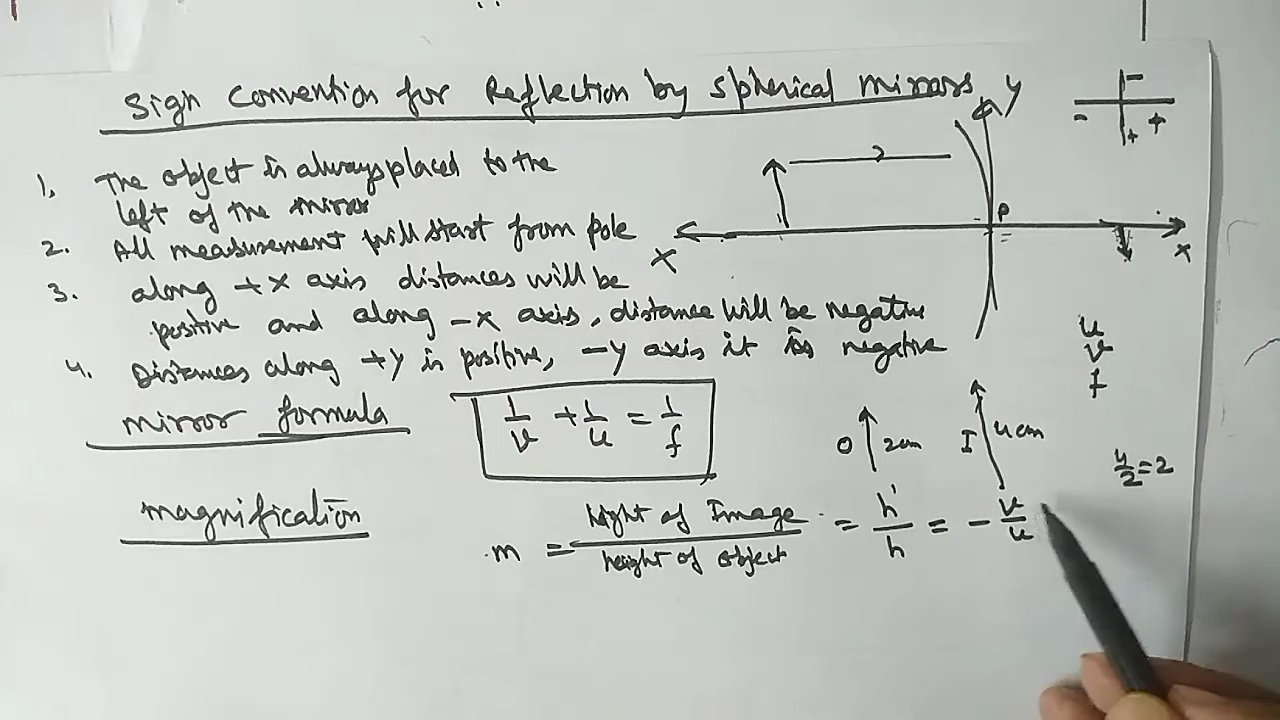 Sign Convention for Reflection by Spherical mirrors
1. The object is always placed to the
left of the mirror
2. All measurement will start from pole
3. along +X axis distances will be
positive and along -X axis, distance will be negative
4. Distances along +Y is positive, -Y axis it is negative
mirror formula
1/v + 1/u = 1/f
magnification
m = hight of Image / height of object = h'/h = - v/u
Y
P
X
X
-
-
+
+
u
v
f
O 2cm
I 4cm
4/2 = 2